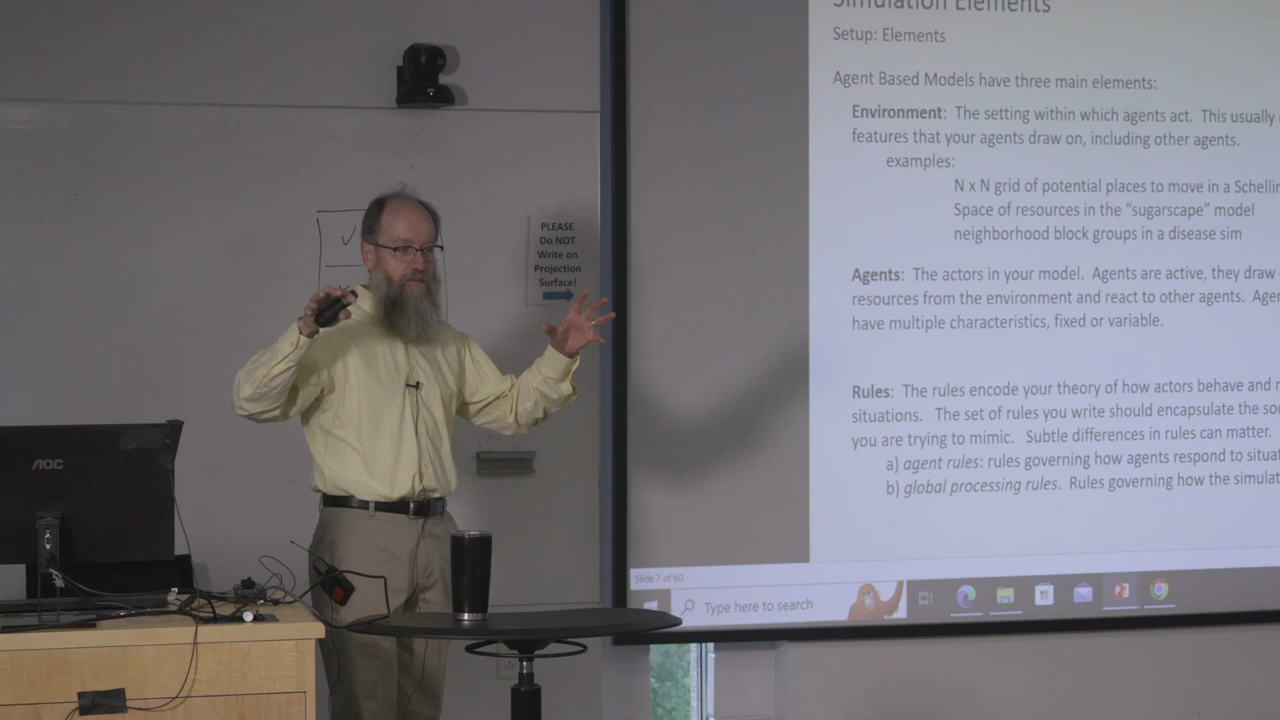 Simulation Elements
Setup: Elements
Agent Based Models have three main elements:
Environment: The setting within which agents act. This usually
features that your agents draw on, including other agents.
examples:
N x N grid of potential places to move in a Schellin
Space of resources in the “sugarscape” model
neighborhood block groups in a disease sim
Agents: The actors in your model. Agents are active, they draw
resources from the environment and react to other agents. Agen
have multiple characteristics, fixed or variable.
Rules: The rules encode your theory of how actors behave and
situations. The set of rules you write should encapsulate the
you are trying to mimic. Subtle differences in rules can matter.
a) agent rules: rules governing how agents respond to situat
b) global processing rules. Rules governing how the simulat
Slide 7 of 60
Type here to search
PLEASE
Do NOT
Write on
Projection
Surface!
AOC